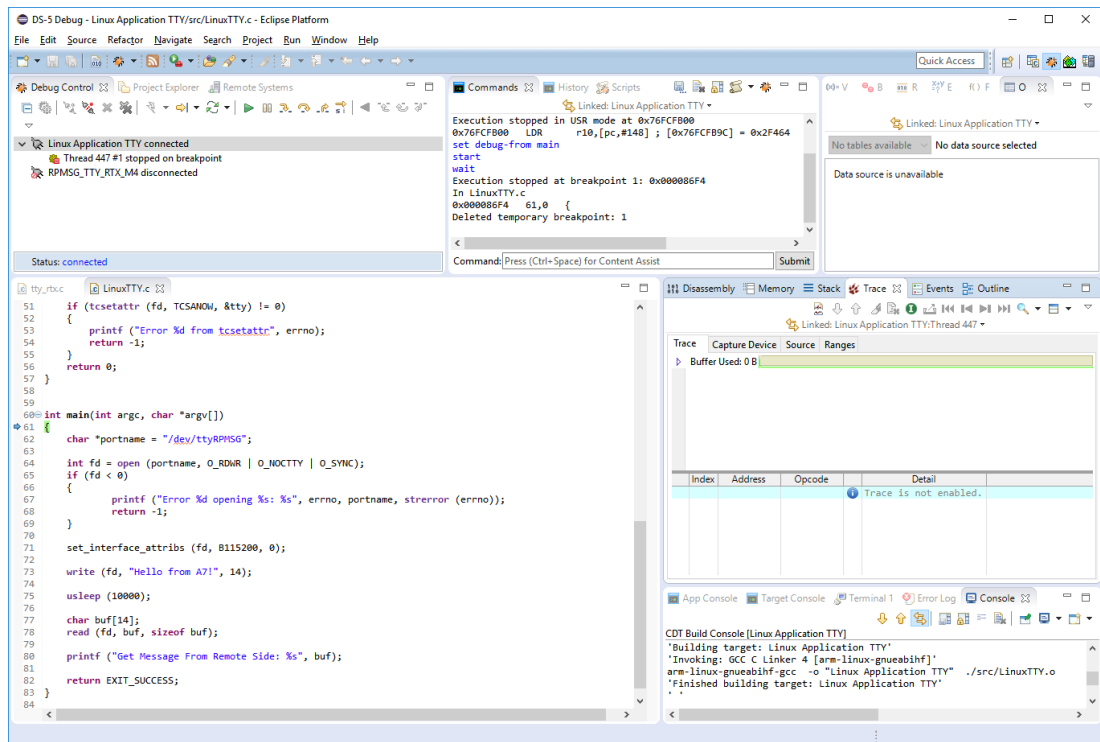 DS-5 Debug - Linux Application TTY/src/LinuxTTY.c - Eclipse Platform
File Edit Source Refactor Navigate Search Project Run Window Help
Quick Access
Debug Control Project Explorer Remote Systems
Linux Application TTY connected
Thread 447 #1 stopped on breakpoint
RPMSG_TTY_RTX_M4 disconnected
Status: connected
Commands History Scripts
Linked: Linux Application TTY
Execution stopped in USR mode at 0x76FCFB00
0x76FCFB00 LDR r10,[pc,#148] ; [0x76FCFB9C] = 0x2F464
set debug-from main
start
wait
Execution stopped at breakpoint 1: 0x000086F4
In LinuxTTY.c
0x000086F4 61,0 {
Deleted temporary breakpoint: 1
Command: Press (Ctrl+Space) for Content Assist Submit
(x)= V B R E f() F O
Linked: Linux Application TTY
No tables available No data source selected
Data source is unavailable
tty_rtx.c LinuxTTY.c
51 if (tcsetattr (fd, TCSANOW, &tty) != 0)
52 {
53 printf ("Error %d from tcsetattr", errno);
54 return -1;
55 }
56 return 0;
57 }
58
59
60 int main(int argc, char *argv[])
61 {
62 char *portname = "/dev/ttyRPMSG";
63
64 int fd = open (portname, O_RDWR | O_NOCTTY | O_SYNC);
65 if (fd < 0)
66 {
67 printf ("Error %d opening %s: %s", errno, portname, strerror (errno));
68 return -1;
69 }
70
71 set_interface_attribs (fd, B115200, 0);
72
73 write (fd, "Hello from A7!", 14);
74
75 usleep (10000);
76
77 char buf[14];
78 read (fd, buf, sizeof buf);
79
80 printf ("Get Message From Remote Side: %s", buf);
81
82 return EXIT_SUCCESS;
83 }
84
Disassembly Memory Stack Trace Events Outline
Linked: Linux Application TTY:Thread 447
Trace Capture Device Source Ranges
Buffer Used: 0 B
Index Address Opcode Detail
Trace is not enabled.
App Console Target Console Terminal 1 Error Log Console
CDT Build Console [Linux Application TTY]
'Building target: Linux Application TTY'
'Invoking: GCC C Linker 4 [arm-linux-gnueabihf]'
arm-linux-gnueabihf-gcc -o "Linux Application TTY" ./src/LinuxTTY.o
'Finished building target: Linux Application TTY'
' '